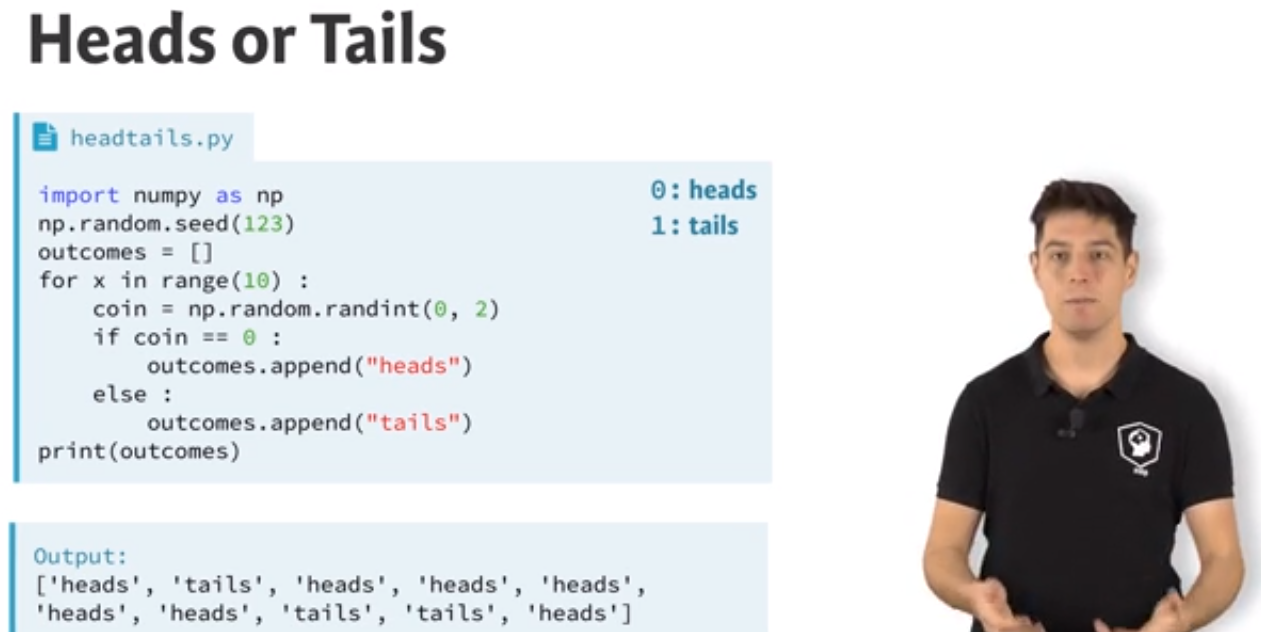 Heads or Tails
headtails.py
import numpy as np
np.random.seed(123)
outcomes = []
for x in range(10) :
    coin = np.random.randint(0, 2)
    if coin == 0 :
        outcomes.append("heads")
    else :
        outcomes.append("tails")
print(outcomes)
0: heads
1: tails
Output:
['heads', 'tails', 'heads', 'heads', 'heads',
'heads', 'heads', 'tails', 'tails', 'heads']